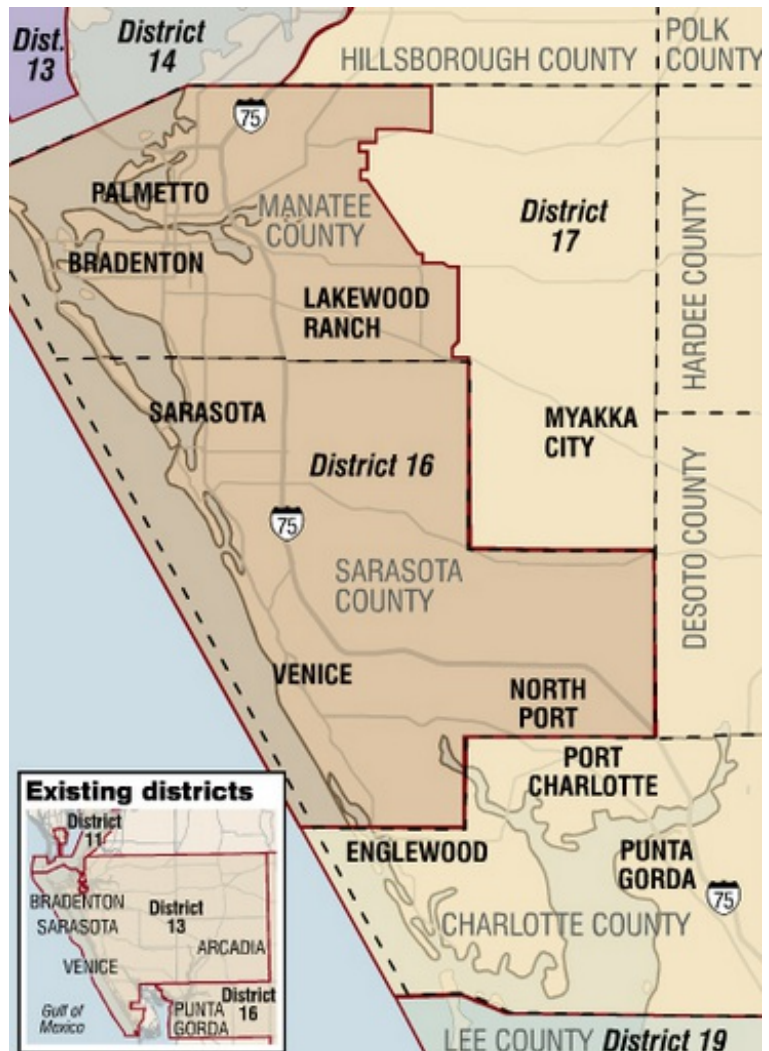 Dist.
13
District
14
HILLSBOROUGH COUNTY
POLK
COUNTY
75
PALMETTO
MANATEE
COUNTY
District
17
HARDEE COUNTY
BRADENTON
LAKEWOOD
RANCH
SARASOTA
District 16
MYAKKA
CITY
DESOTO COUNTY
75
SARASOTA
COUNTY
VENICE
NORTH
PORT
PORT
CHARLOTTE
ENGLEWOOD
PUNTA
GORDA
75
CHARLOTTE COUNTY
LEE COUNTY District 19
Existing districts
District
11
BRADENTON
SARASOTA
District
13
ARCADIA
VENICE
Gulf of
Mexico
PUNTA
GORDA
District
16